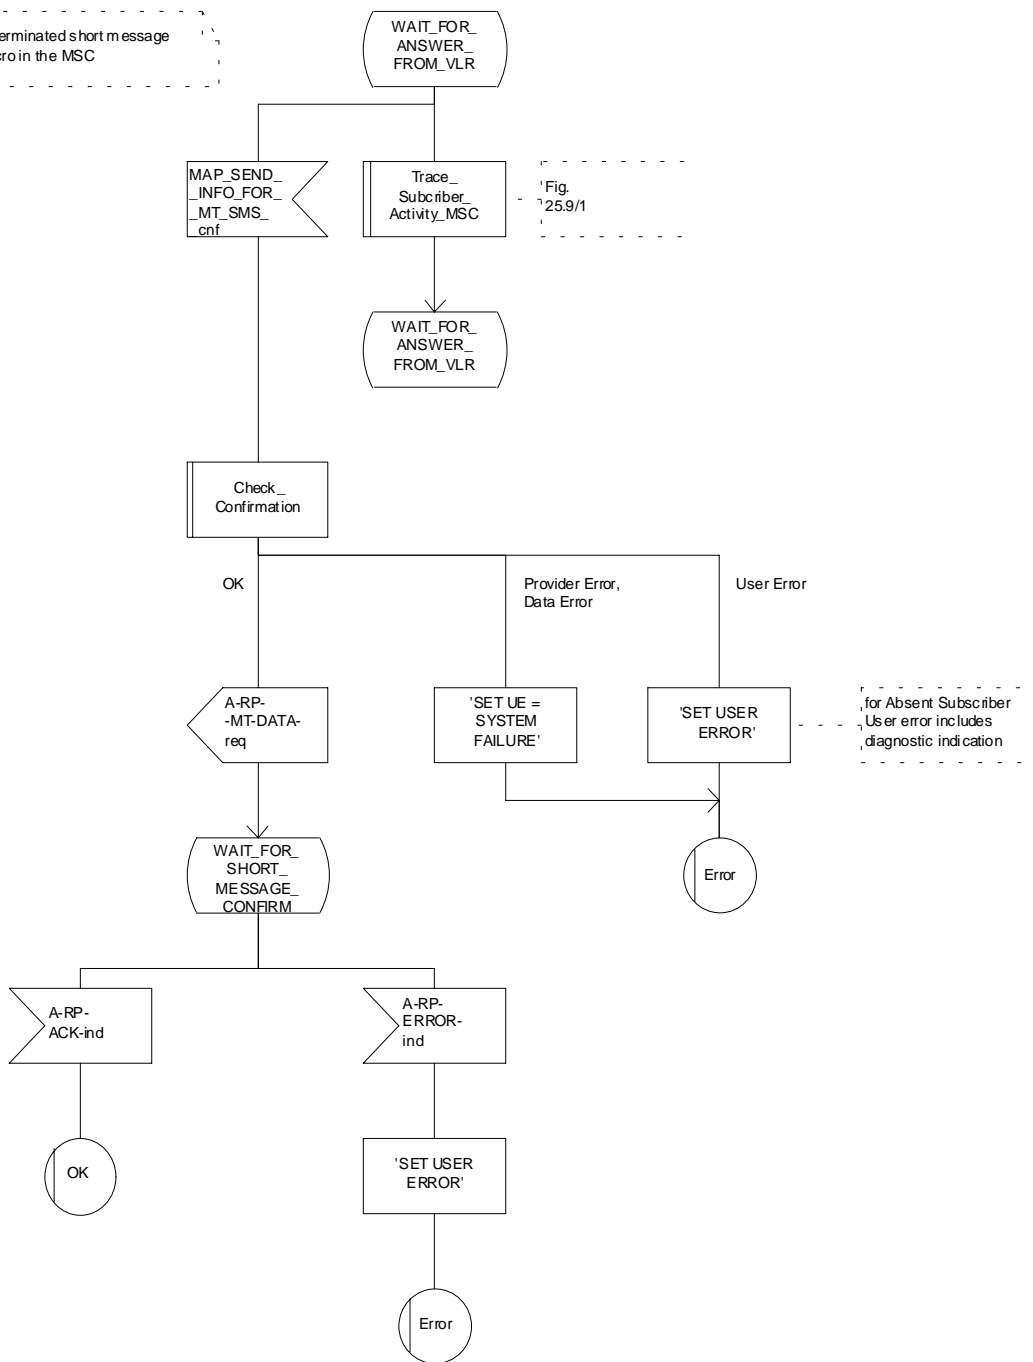 erminated short message
cro in the MSC
WAIT_FOR_
ANSWER_
FROM_VLR
MAP_SEND_
_INFO_FOR_
_MT_SMS_
cnf
Trace_
Subcriber_
Activity_MSC
Fig.
25.9/1
WAIT_FOR_
ANSWER_
FROM_VLR
Check_
Confirmation
OK
Provider Error,
Data Error
User Error
A-RP-
-MT-DATA-
req
'SET UE =
SYSTEM
FAILURE'
'SET USER
ERROR'
for Absent Subscriber
User error includes
diagnostic indication
WAIT_FOR_
SHORT_
MESSAGE_
CONFIRM
Error
A-RP-
ACK-ind
A-RP-
ERROR-
ind
OK
'SET USER
ERROR'
Error